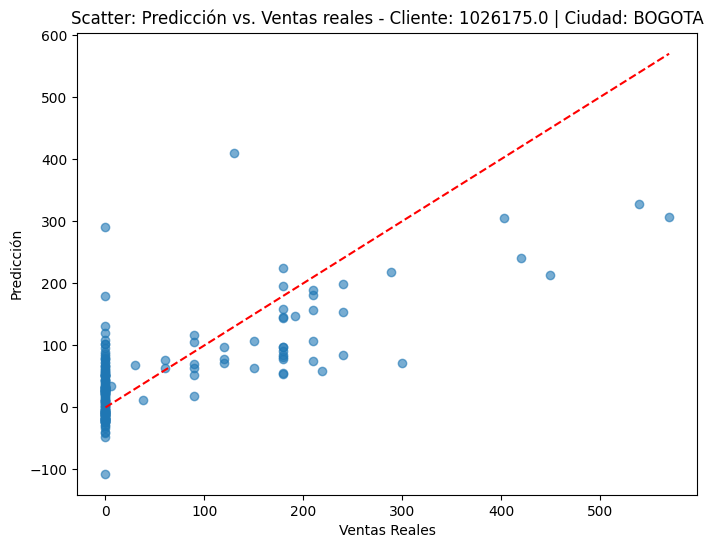 Scatter: Predicción vs. Ventas reales - Cliente: 1026175.0 | Ciudad: BOGOTA
600
500
400
300
200
100
0
−100
Predicción
0 100 200 300 400 500
Ventas Reales